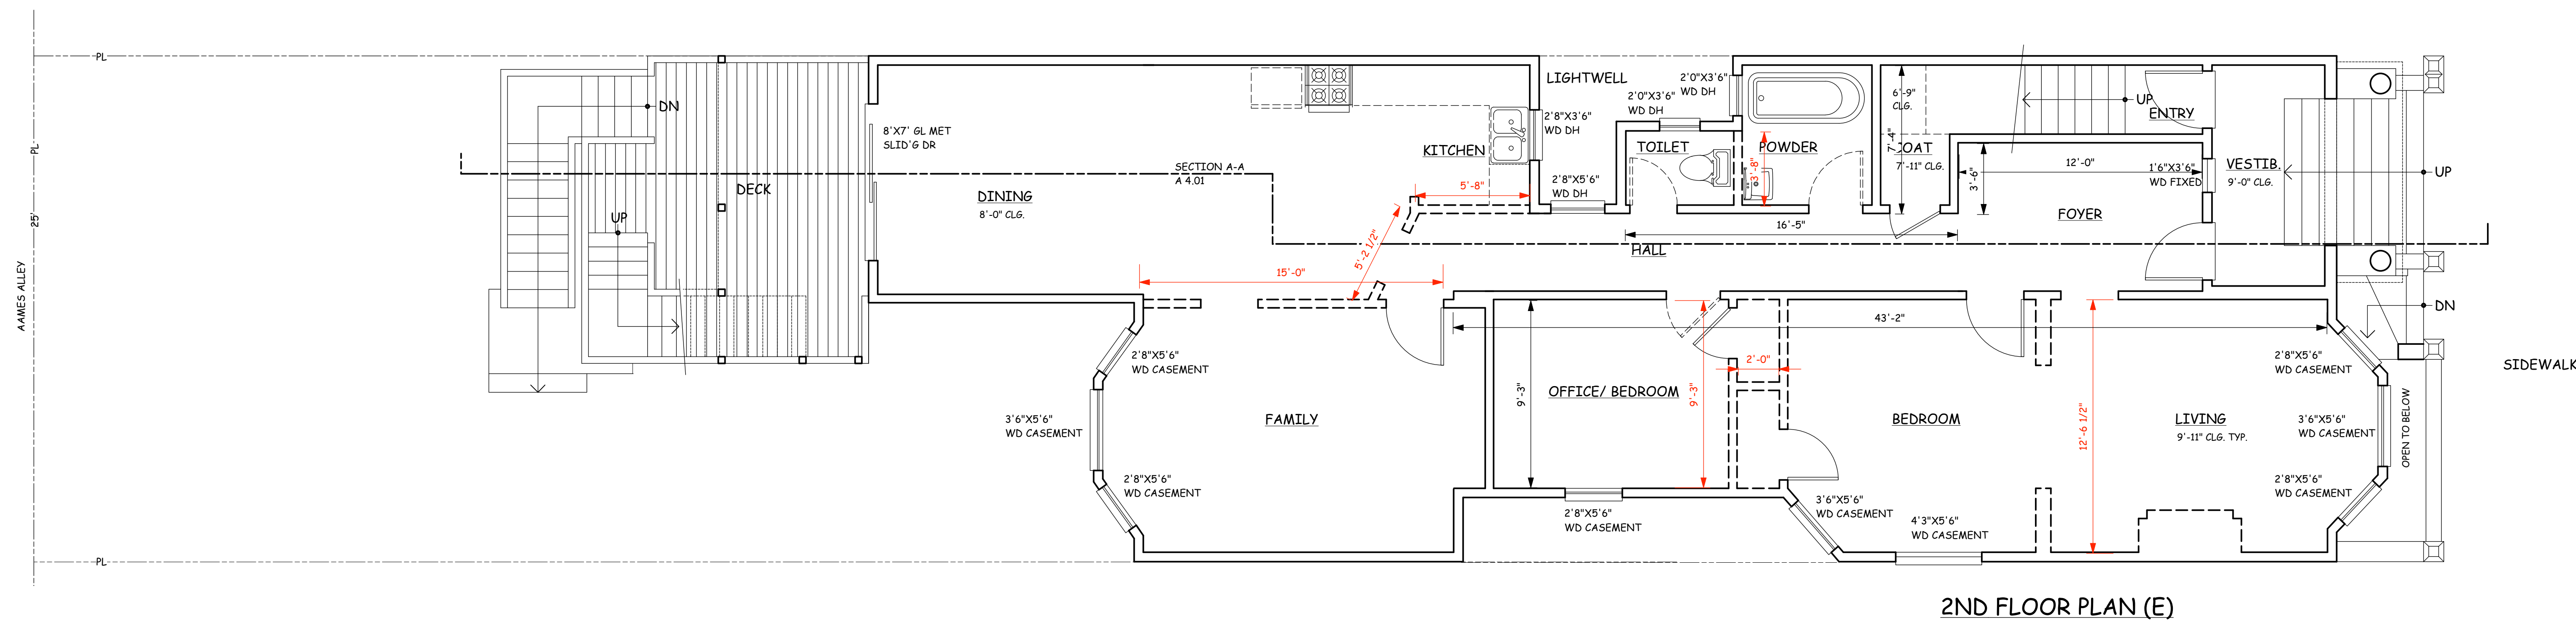 PL
PL
25'
AAMES ALLEY
PL
DN
UP
DECK
8'X7' GL MET
SLID'G DR
DINING
8'-0" CLG.
SECTION A-A
A 4.01
KITCHEN
5'-8"
5'-2 1/2"
15'-0"
LIGHTWELL
2'8"X3'6"
WD DH
2'0"X3'6"
WD DH
2'0"X3'6"
WD DH
2'8"X5'6"
WD DH
TOILET
POWDER
3'-8"
6'-9"
CLG.
7'-4"
COAT
7'-11" CLG.
UP
ENTRY
3'-6"
12'-0"
1'6"X3'6"
WD FIXED
VESTIB.
9'-0" CLG.
UP
FOYER
16'-5"
HALL
DN
43'-2"
2'8"X5'6"
WD CASEMENT
3'6"X5'6"
WD CASEMENT
2'8"X5'6"
WD CASEMENT
FAMILY
9'-3"
OFFICE/ BEDROOM
9'-3"
2'-0"
2'8"X5'6"
WD CASEMENT
BEDROOM
3'6"X5'6"
WD CASEMENT
4'3"X5'6"
WD CASEMENT
12'-6 1/2"
LIVING
9'-11" CLG. TYP.
2'8"X5'6"
WD CASEMENT
3'6"X5'6"
WD CASEMENT
2'8"X5'6"
WD CASEMENT
OPEN TO BELOW
SIDEWALK
2ND FLOOR PLAN (E)